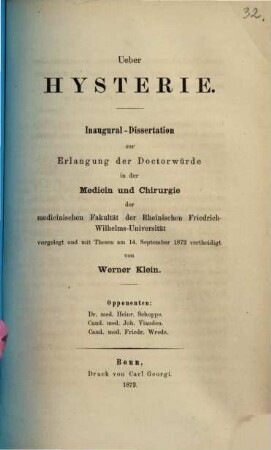 32.
Ueber
HYSTERIE.
Inaugural-Dissertation
zur
Erlangung der Doctorwürde
in der
Medicin und Chirurgie
der
medicinischen Fakultät der Rheinischen Friedrich-
Wilhelms-Universität
vorgelegt und mit Thesen am 14. September 1872 vertheidigt
von
Werner Klein.
Opponenten:
Dr. med. Heinr. Schoppe.
Cand. med. Joh. Vianden.
Cand. med. Friedr. Wrede.
Bonn,
Druck von Carl Georgi.
1872.